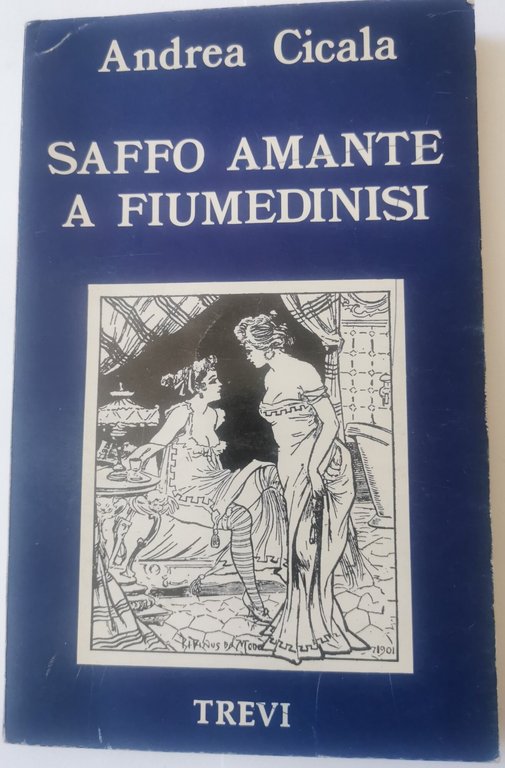 Andrea Cicala
SAFFO AMANTE
A FIUMEDINISI
1901
TREVI